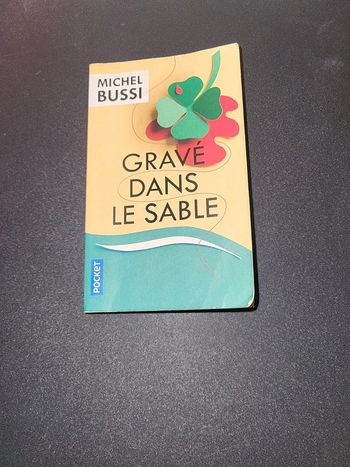 MICHEL
BUSSI
GRAVÉ
DANS
LE SABLE
POCKET